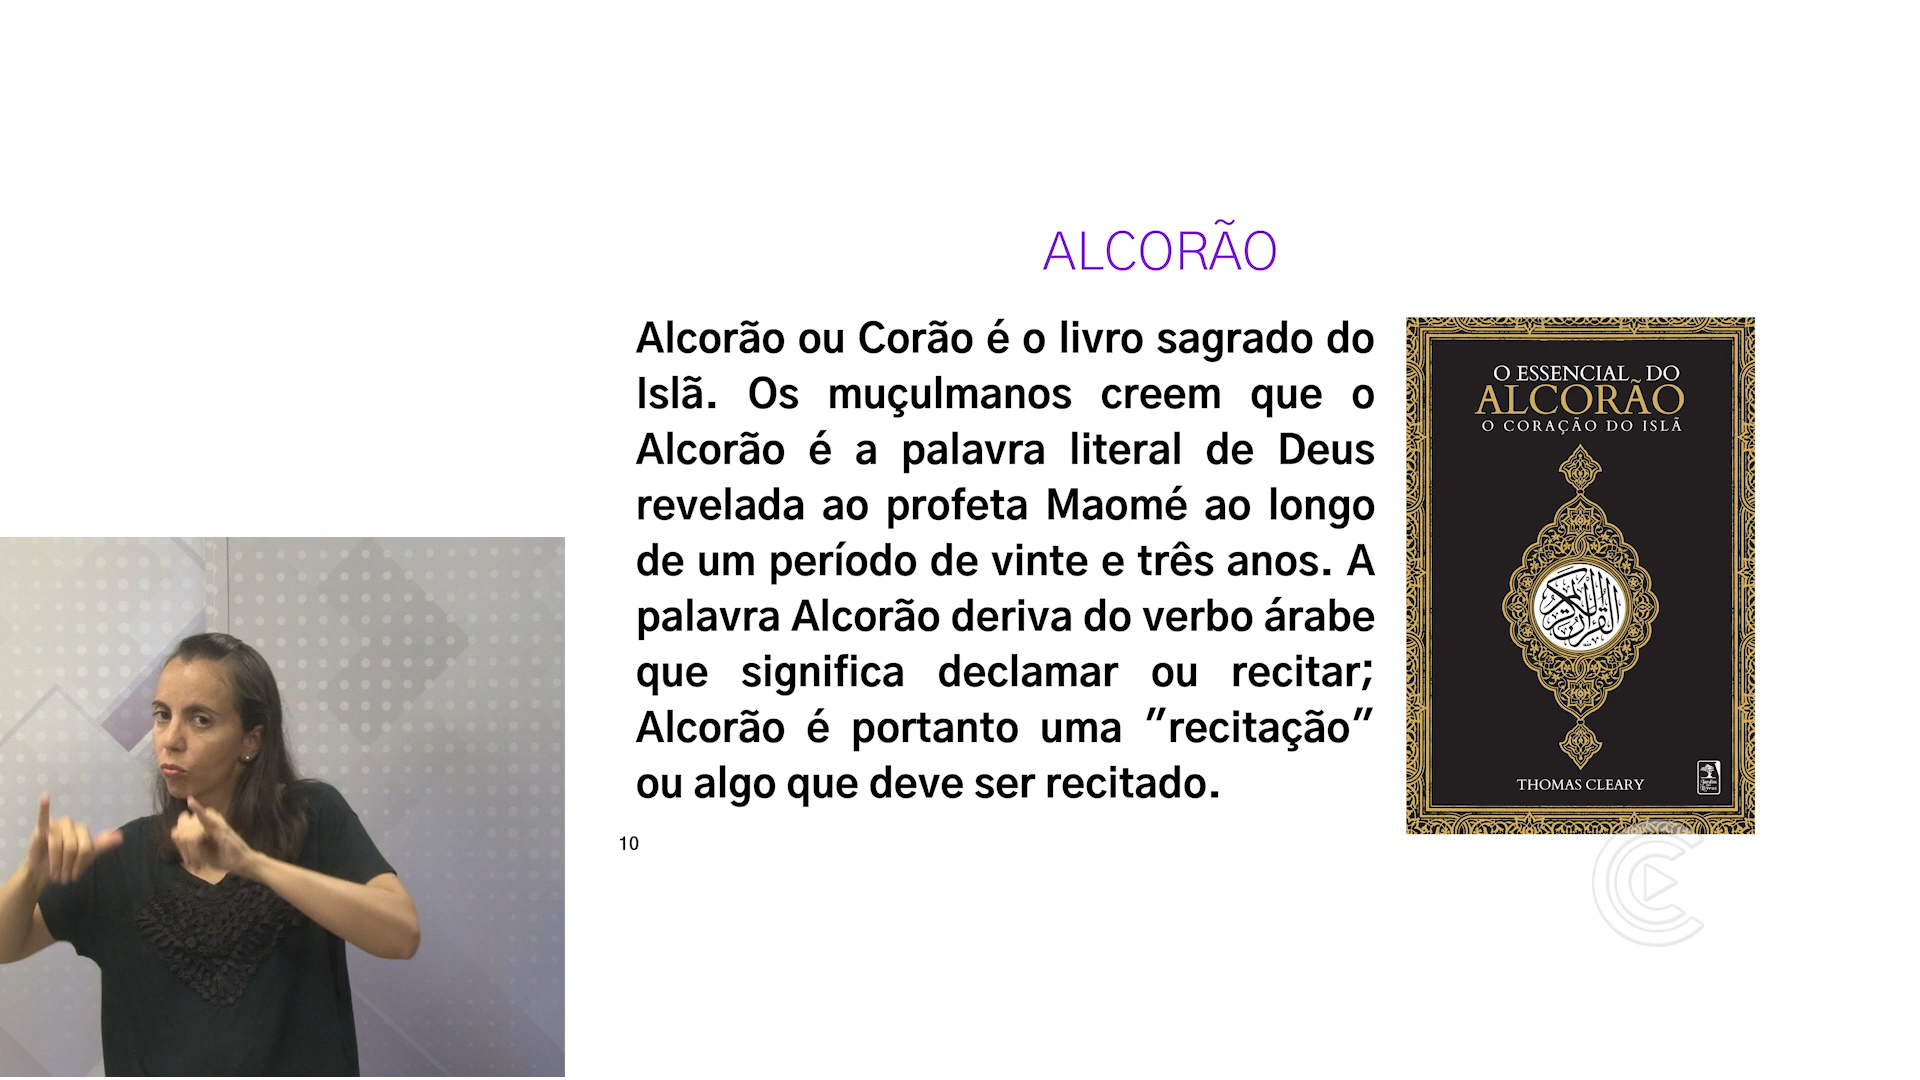 ALCORÃO
Alcorão ou Corão é o livro sagrado do
Islã. Os muçulmanos creem que o
Alcorão é a palavra literal de Deus
revelada ao profeta Maomé ao longo
de um período de vinte e três anos. A
palavra Alcorão deriva do verbo árabe
que significa declamar ou recitar;
Alcorão é portanto uma ”recitação”
ou algo que deve ser recitado.
10
O ESSENCIAL DO
ALCORÃO
O CORAÇÃO DO ISLÃ
القرآن الكريم
THOMAS CLEARY